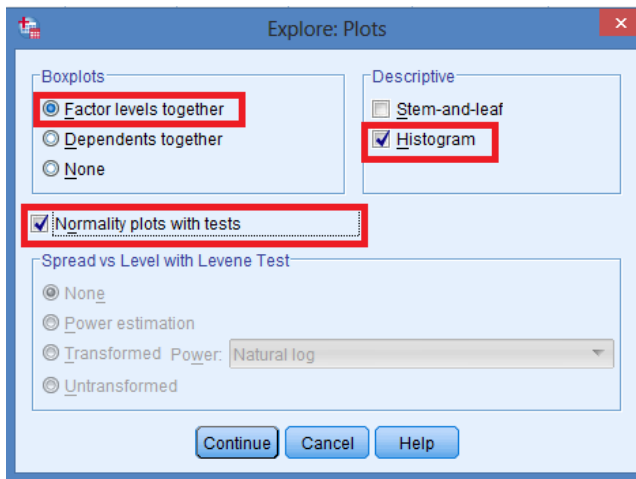 Explore: Plots
Boxplots
Factor levels together
Dependents together
None
Descriptive
Stem-and-leaf
Histogram
Normality plots with tests
Spread vs Level with Levene Test
None
Power estimation
Transformed Power: Natural log
Untransformed
Continue Cancel Help